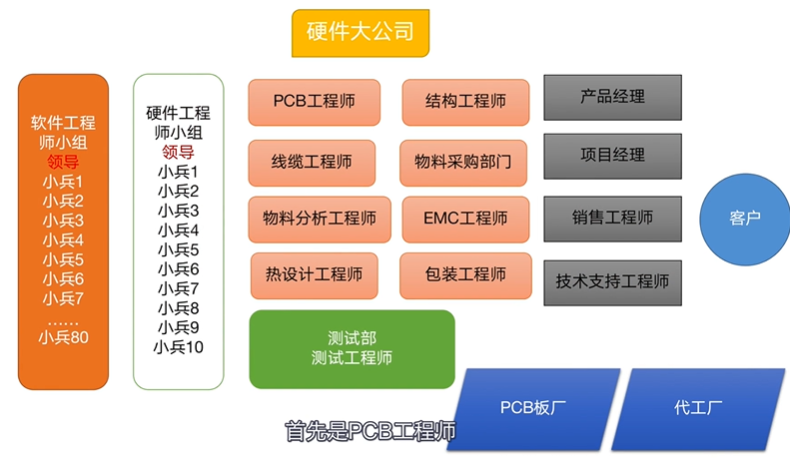 硬件大公司
软件工程
师小组
领导
小兵1
小兵2
小兵3
小兵4
小兵5
小兵6
小兵7
......
小兵80
硬件工程
师小组
领导
小兵1
小兵2
小兵3
小兵4
小兵5
小兵6
小兵7
小兵8
小兵9
小兵10
PCB工程师
结构工程师
线缆工程师
物料采购部门
物料分析工程师
EMC工程师
热设计工程师
包装工程师
测试部
测试工程师
产品经理
项目经理
销售工程师
技术支持工程师
客户
PCB板厂
代工厂
首先是PCB工程师